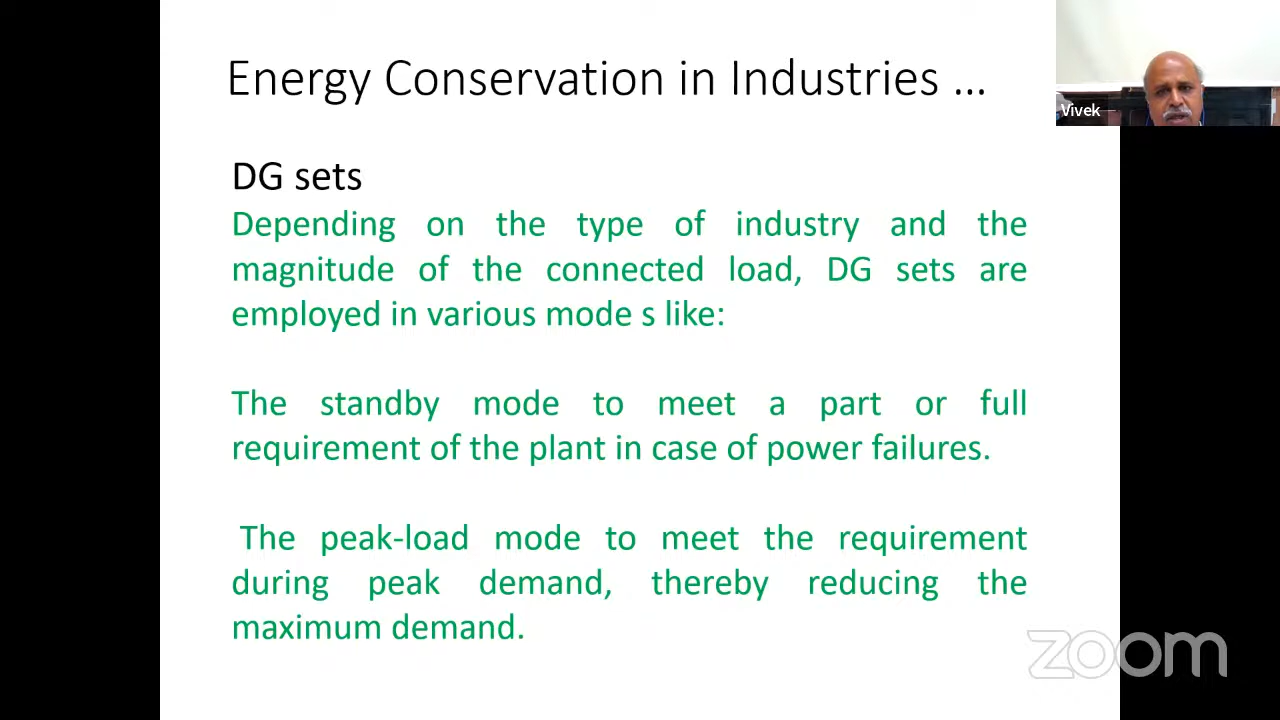 Energy Conservation in Industries ...
Vivek
DG sets
Depending on the type of industry and the
magnitude of the connected load, DG sets are
employed in various mode s like:
The standby mode to meet a part or full
requirement of the plant in case of power failures.
The peak-load mode to meet the requirement
during peak demand, thereby reducing the
maximum demand.
zoom